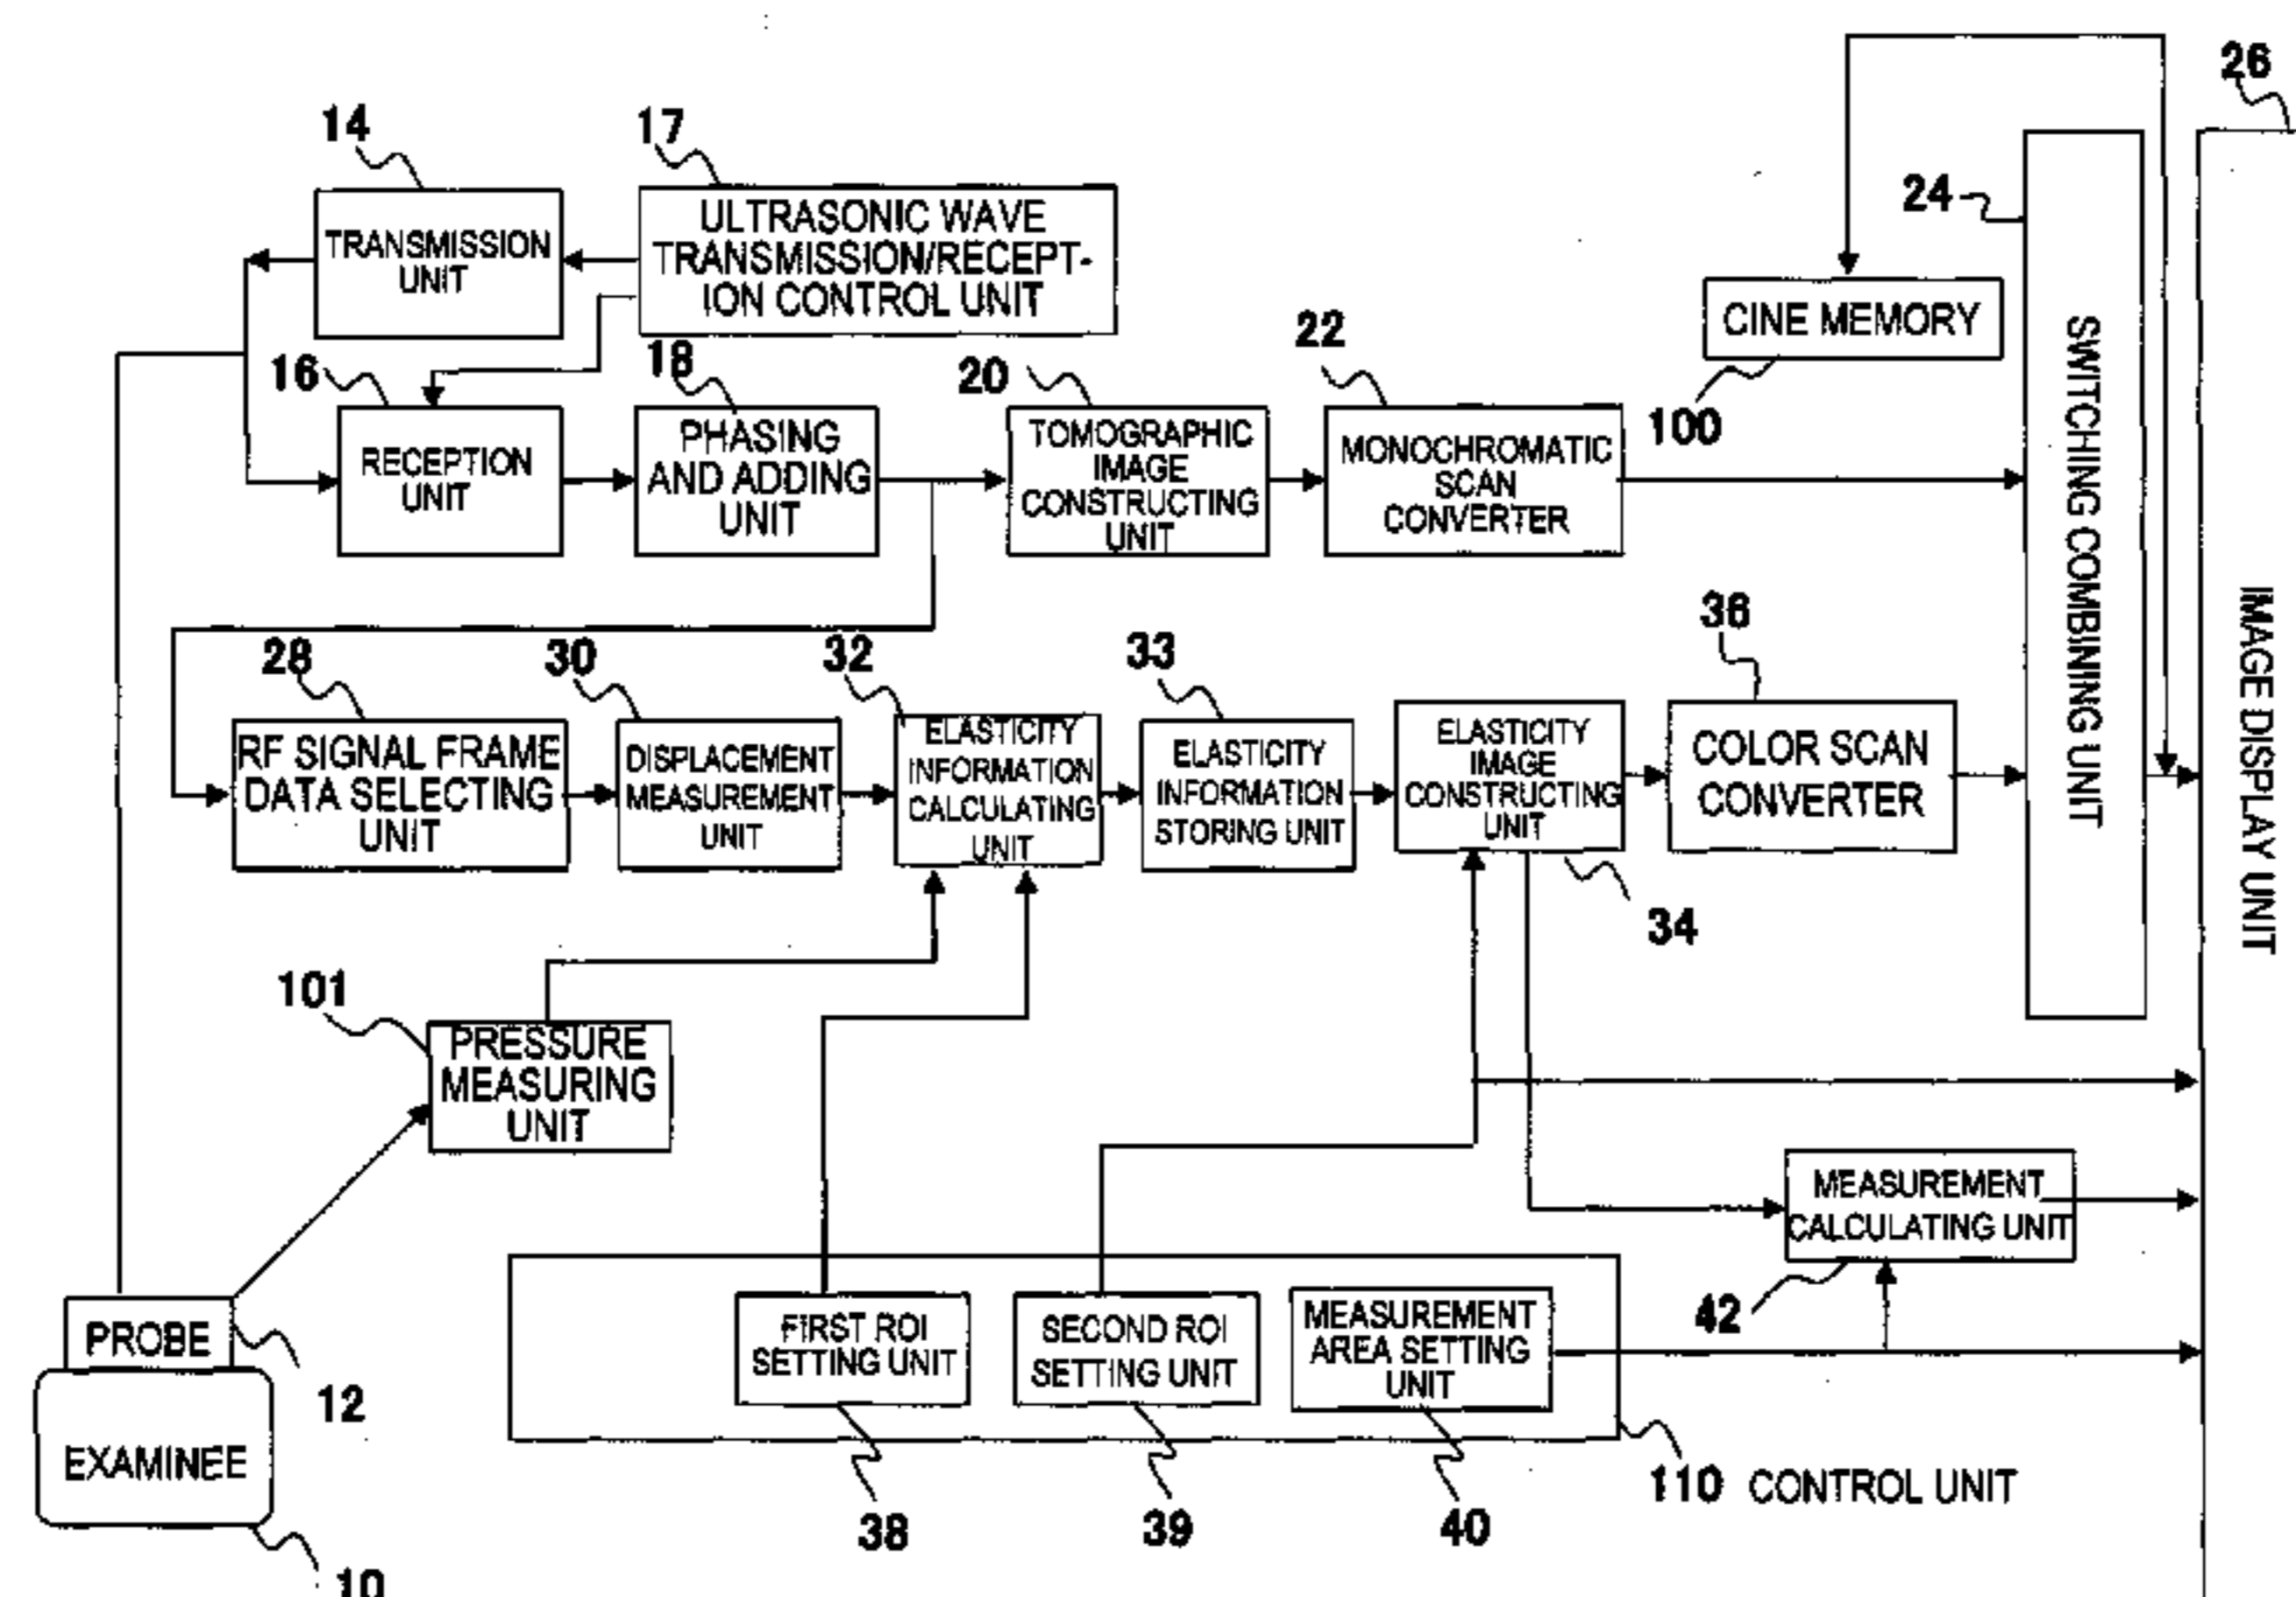 26
14
17
TRANSMISSION
UNIT
ULTRASONIC WAVE
TRANSMISSION/RECEPT-
ION CONTROL UNIT
24
CINE MEMORY
100
16
18
20
22
RECEPTION
UNIT
PHASING
AND ADDING
UNIT
TOMOGRAPHIC
IMAGE
CONSTRUCTING
UNIT
MONOCHROMATIC
SCAN
CONVERTER
SWITCHING COMBINING UNIT
IMAGE DISPLAY UNIT
28
30
32
33
36
RF SIGNAL FRAME
DATA SELECTING
UNIT
DISPLACEMENT
MEASUREMENT
UNIT
ELASTICITY
INFORMATION
CALCULATING
UNIT
ELASTICITY
INFORMATION
STORING UNIT
ELASTICITY
IMAGE
CONSTRUCTING
UNIT
COLOR SCAN
CONVERTER
34
101
PRESSURE
MEASURING
UNIT
MEASUREMENT
CALCULATING UNIT
42
PROBE
12
FIRST ROI
SETTING UNIT
SECOND ROI
SETTING UNIT
MEASUREMENT
AREA SETTING
UNIT
EXAMINEE
10
38
39
40
110 CONTROL UNIT